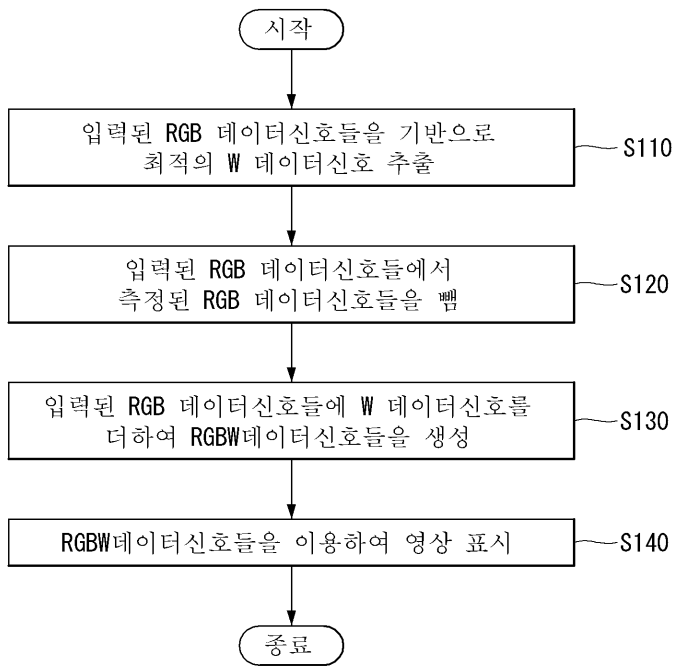 시작
입력된 RGB 데이터신호들을 기반으로
최적의 W 데이터신호 추출
S110
입력된 RGB 데이터신호들에서
측정된 RGB 데이터신호들을 뺌
S120
입력된 RGB 데이터신호들에 W 데이터신호를
더하여 RGBW데이터신호들을 생성
S130
RGBW데이터신호들을 이용하여 영상 표시
S140
종료